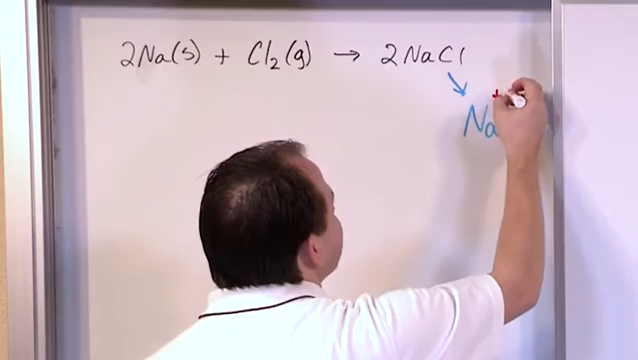 2Na(s) + Cl₂(g) → 2NaCl
Na⁺